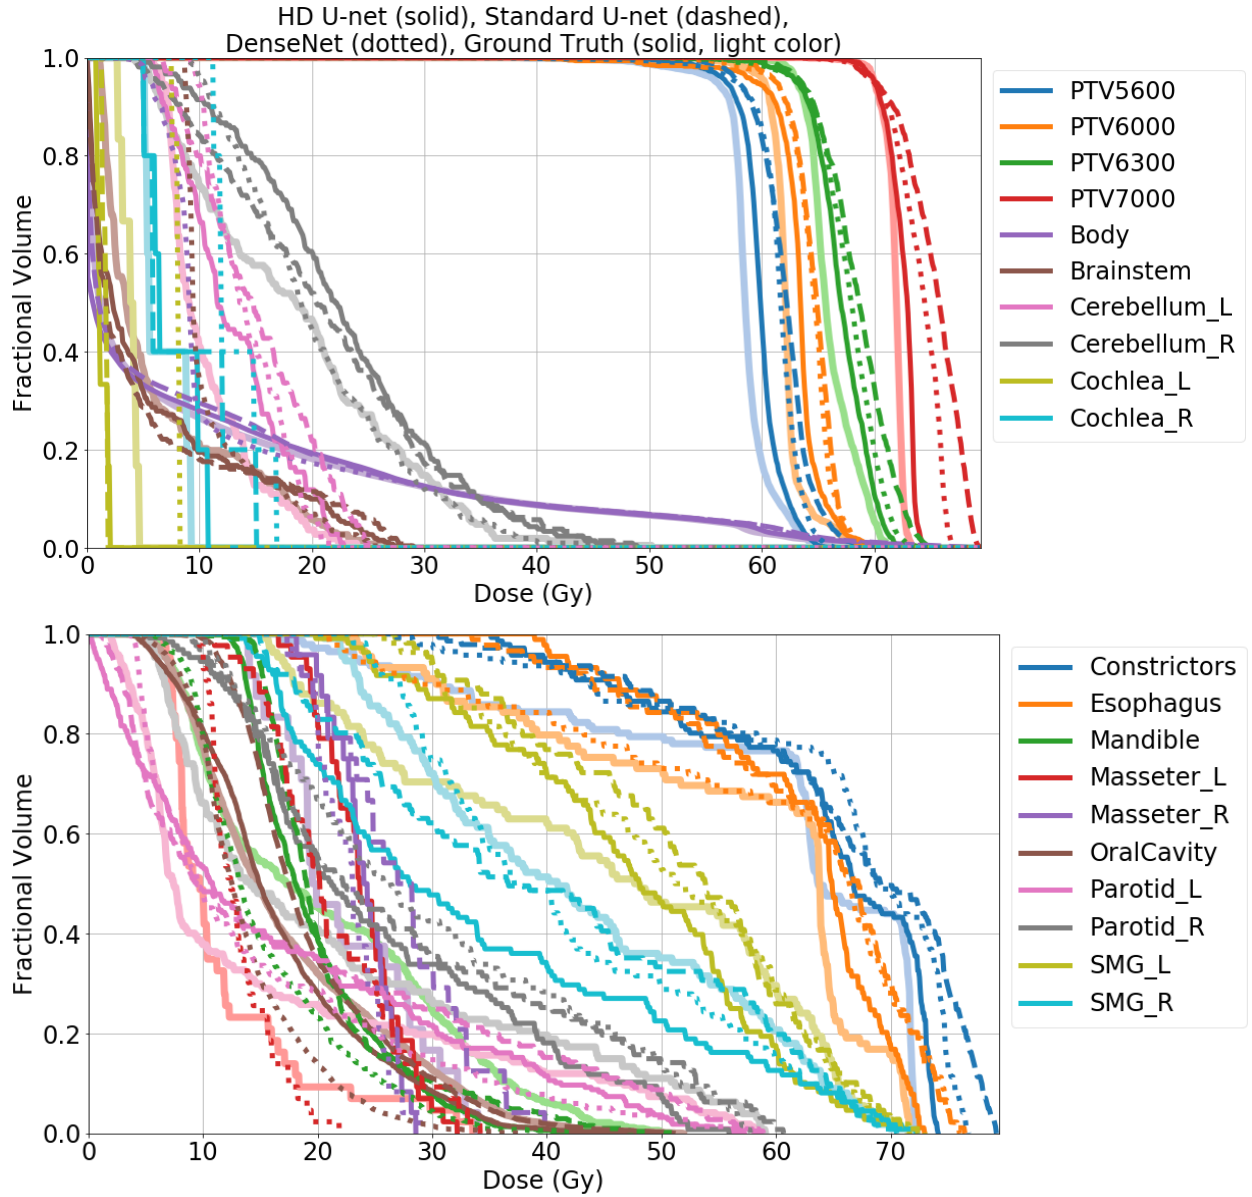 HD U-net (solid), Standard U-net (dashed),
DenseNet (dotted), Ground Truth (solid, light color)
1.0
0.8
0.6
0.4
0.2
0.0
Fractional Volume
0 10 20 30 40 50 60 70
Dose (Gy)
PTV5600
PTV6000
PTV6300
PTV7000
Body
Brainstem
Cerebellum_L
Cerebellum_R
Cochlea_L
Cochlea_R
1.0
0.8
0.6
0.4
0.2
0.0
Fractional Volume
0 10 20 30 40 50 60 70
Dose (Gy)
Constrictors
Esophagus
Mandible
Masseter_L
Masseter_R
OralCavity
Parotid_L
Parotid_R
SMG_L
SMG_R